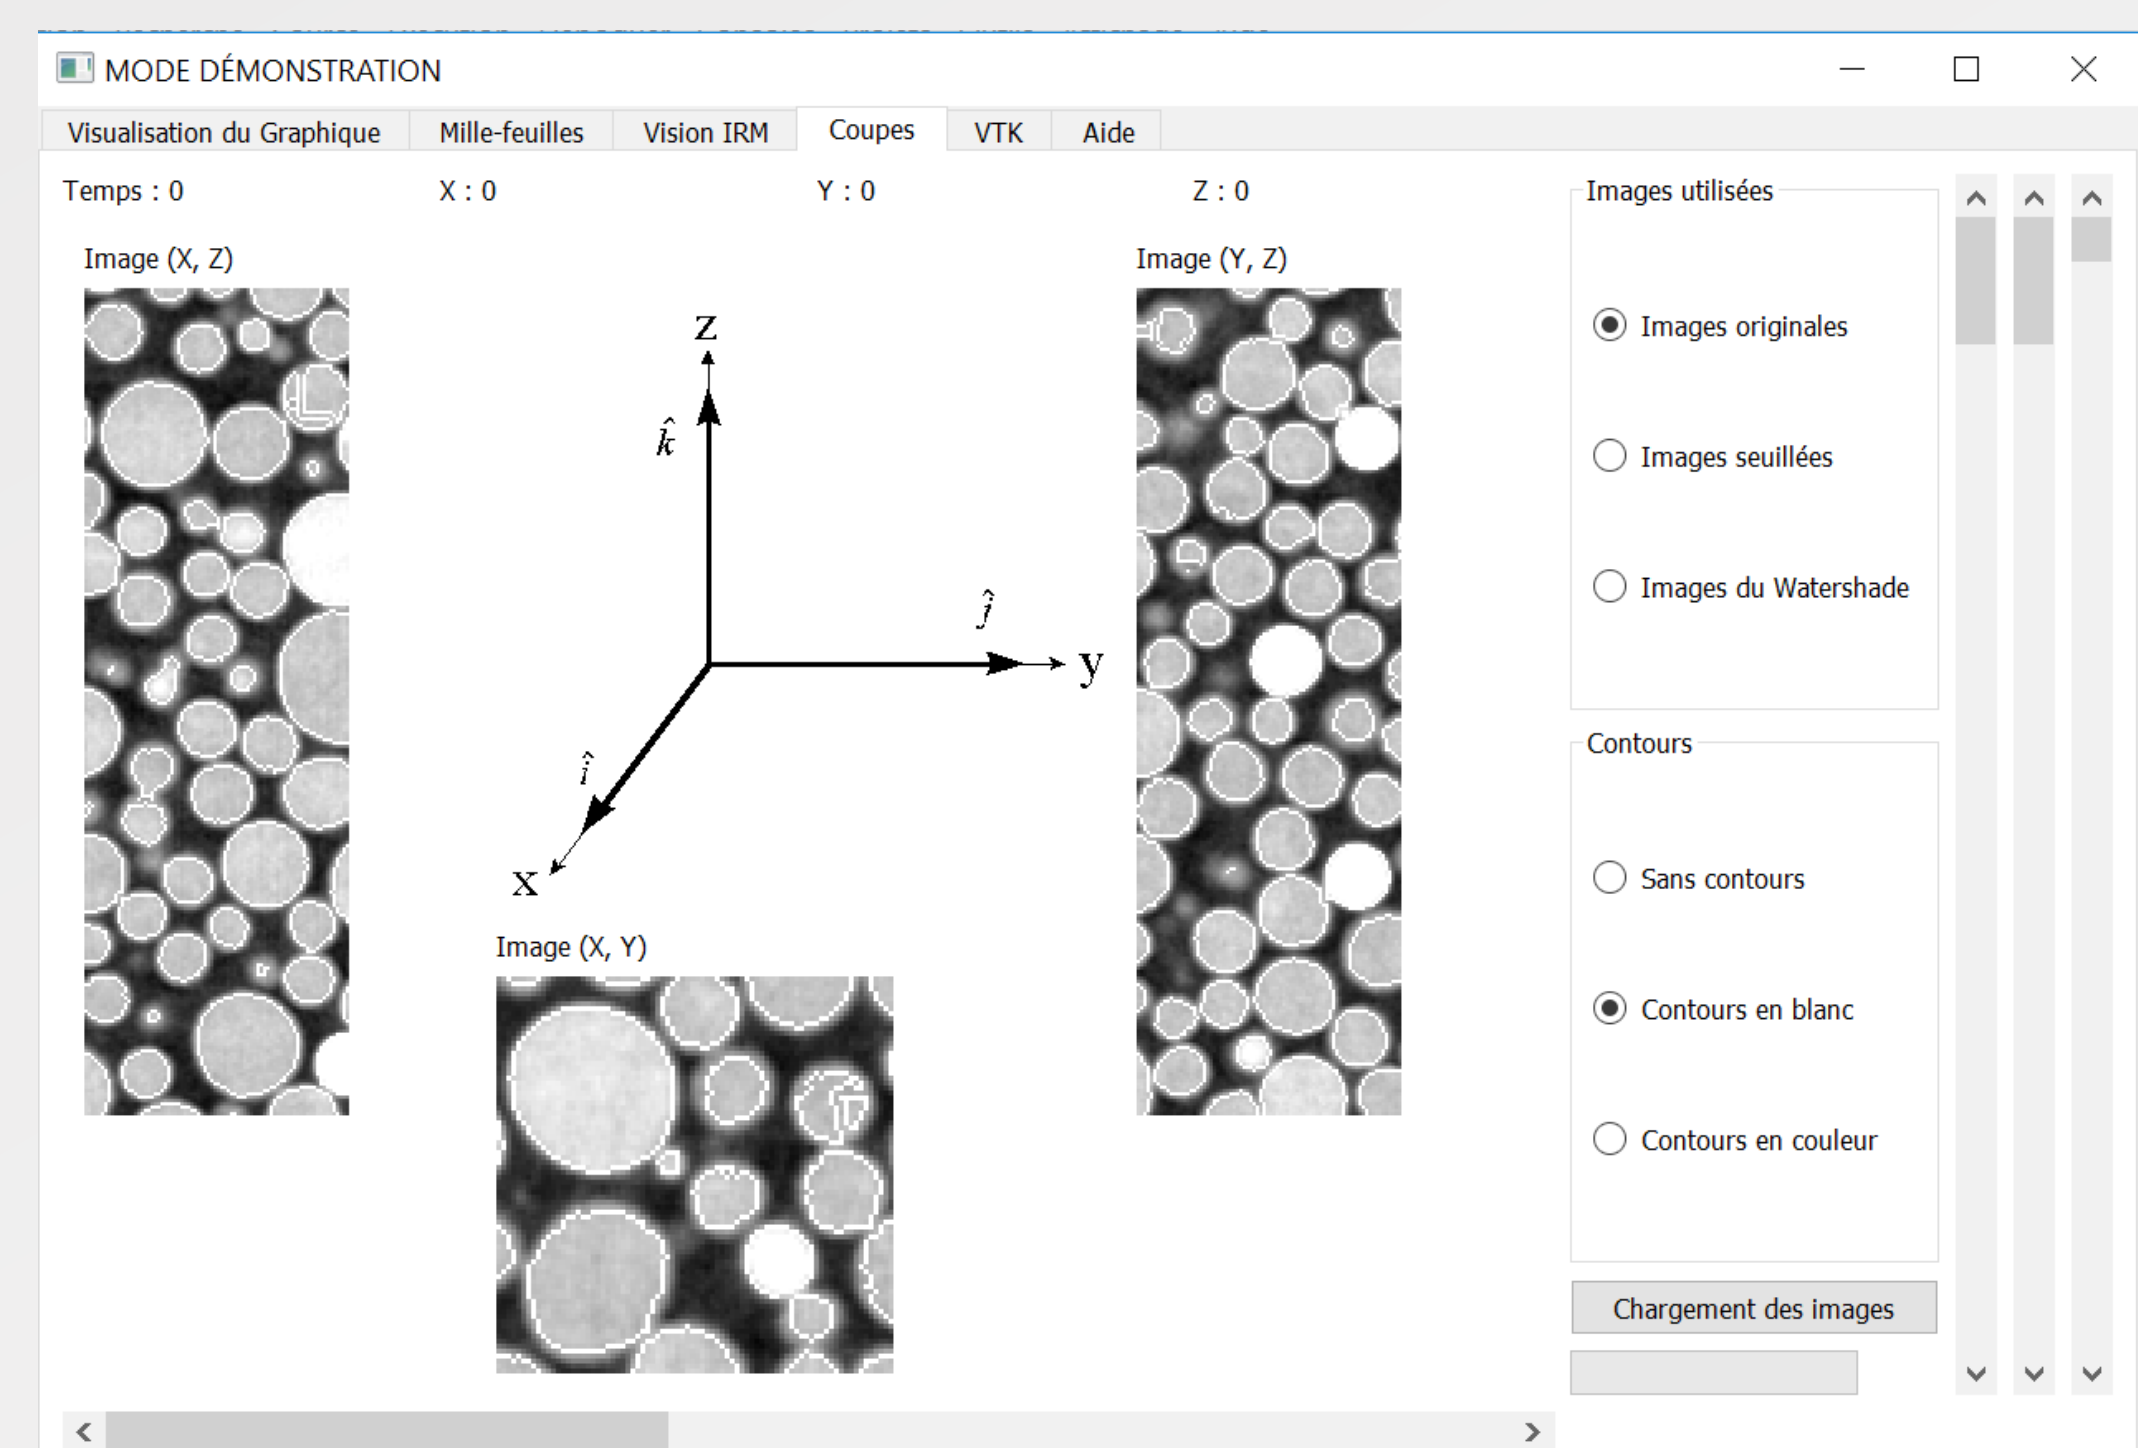 MODE DÉMONSTRATION
Visualisation du Graphique Mille-feuilles Vision IRM Coupes VTK Aide
Temps : 0 X : 0 Y : 0 Z : 0
Images utilisées
Image (X, Z)
Image (Y, Z)
z
Images originales
k̂
Images seuillées
Images du Watershade
ĵ
y
Contours
î
x
Sans contours
Image (X, Y)
Contours en blanc
Contours en couleur
Chargement des images